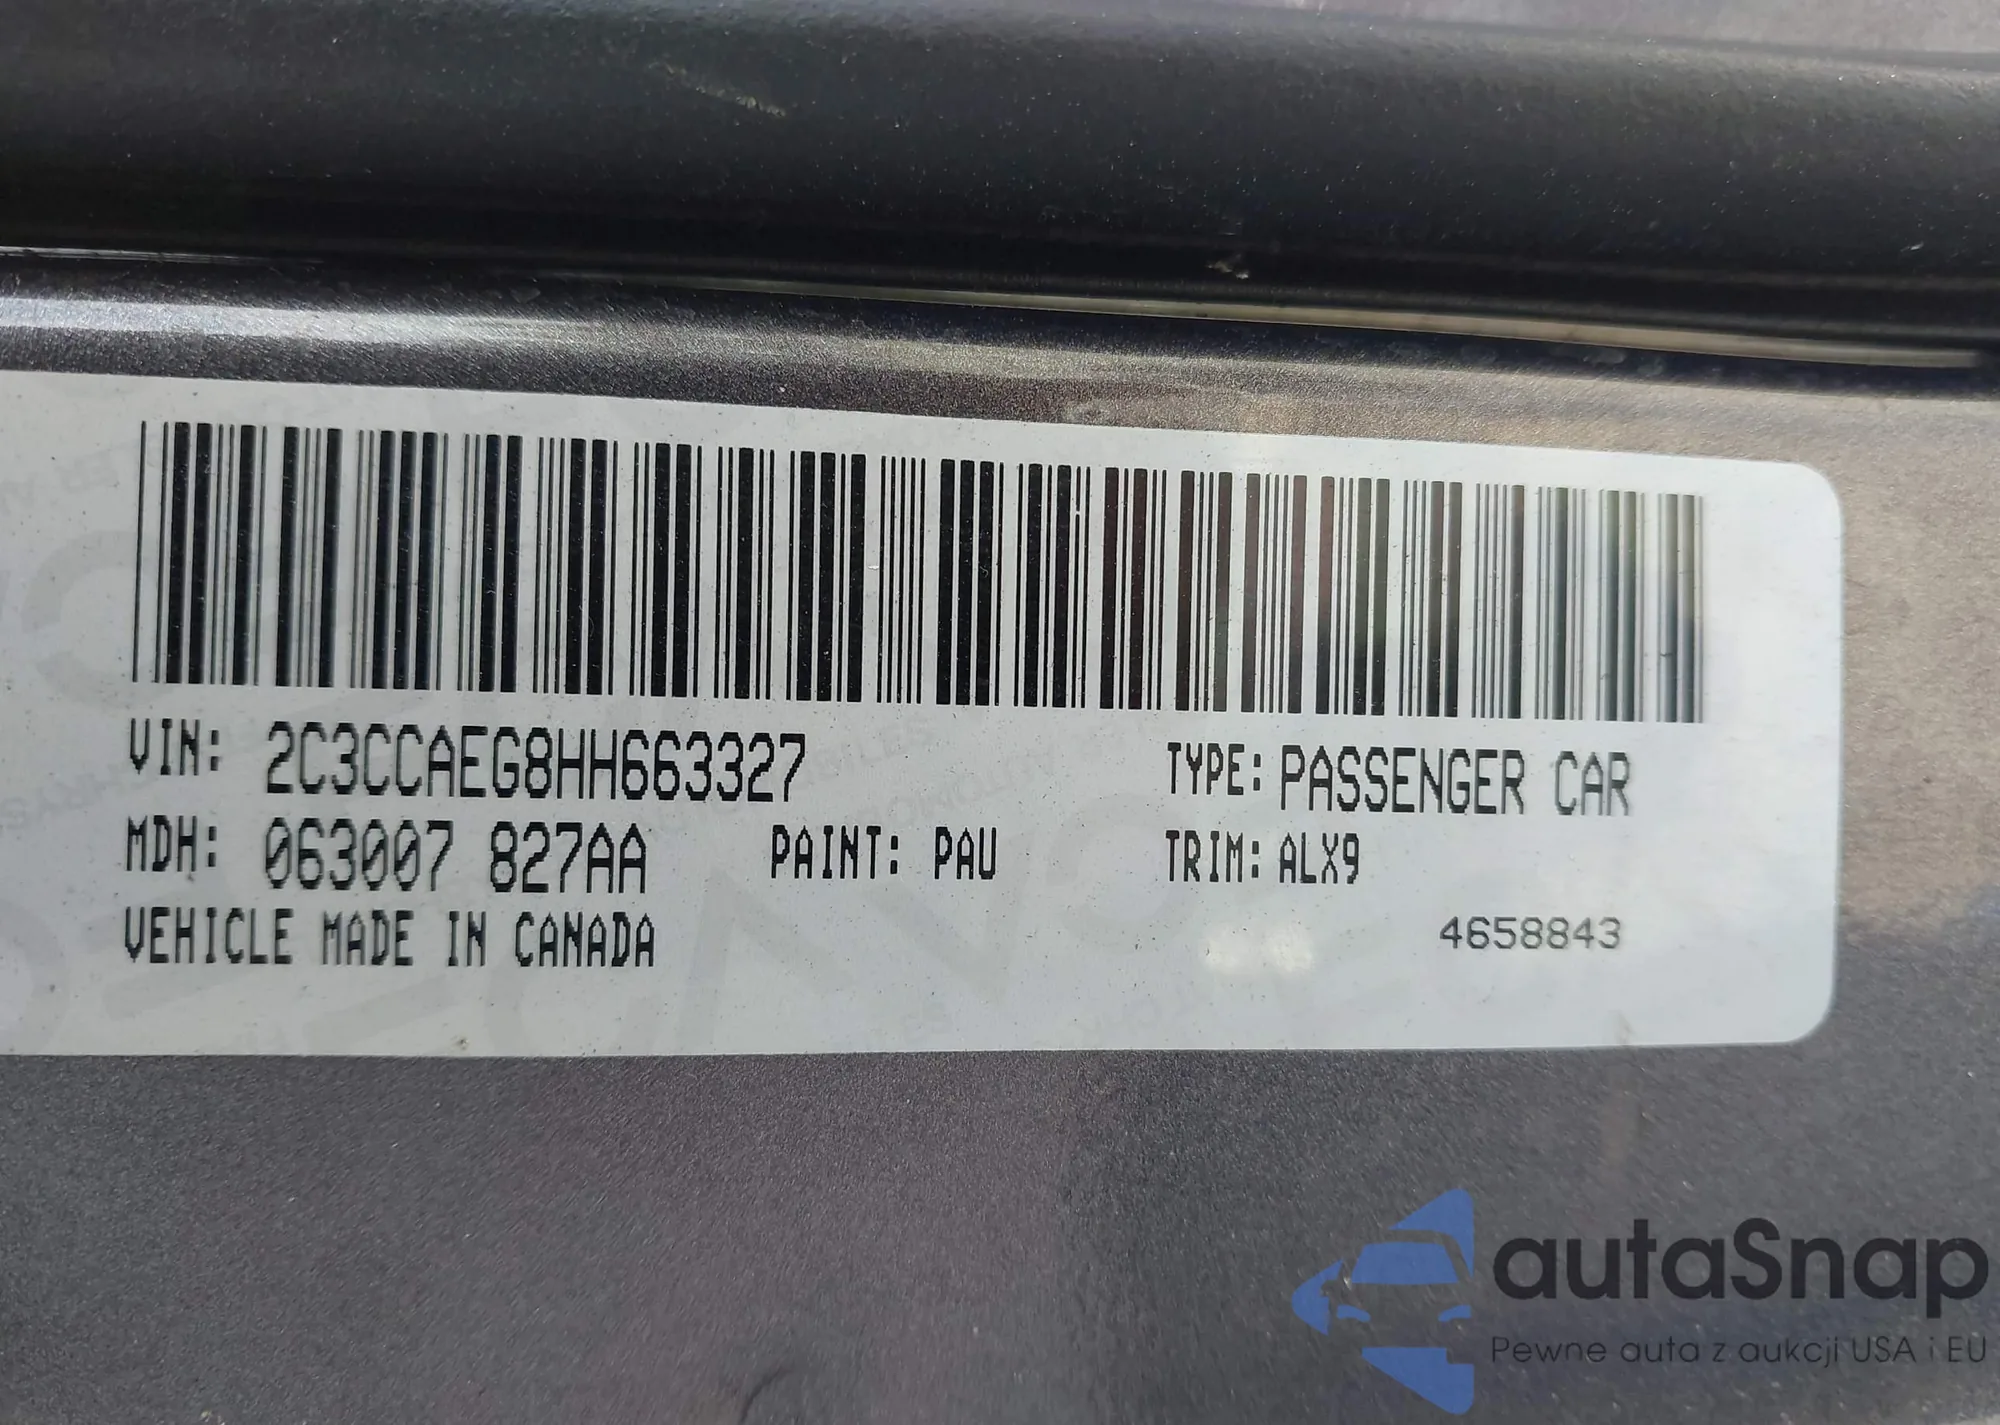 VIN: 2C3CCAEG8HH663327 TYPE: PASSENGER CAR
MDH: 063007 827AA PAINT: PAU TRIM: ALX9
VEHICLE MADE IN CANADA 4658843
autaSnap
Pewne auta z aukcji USA i EU